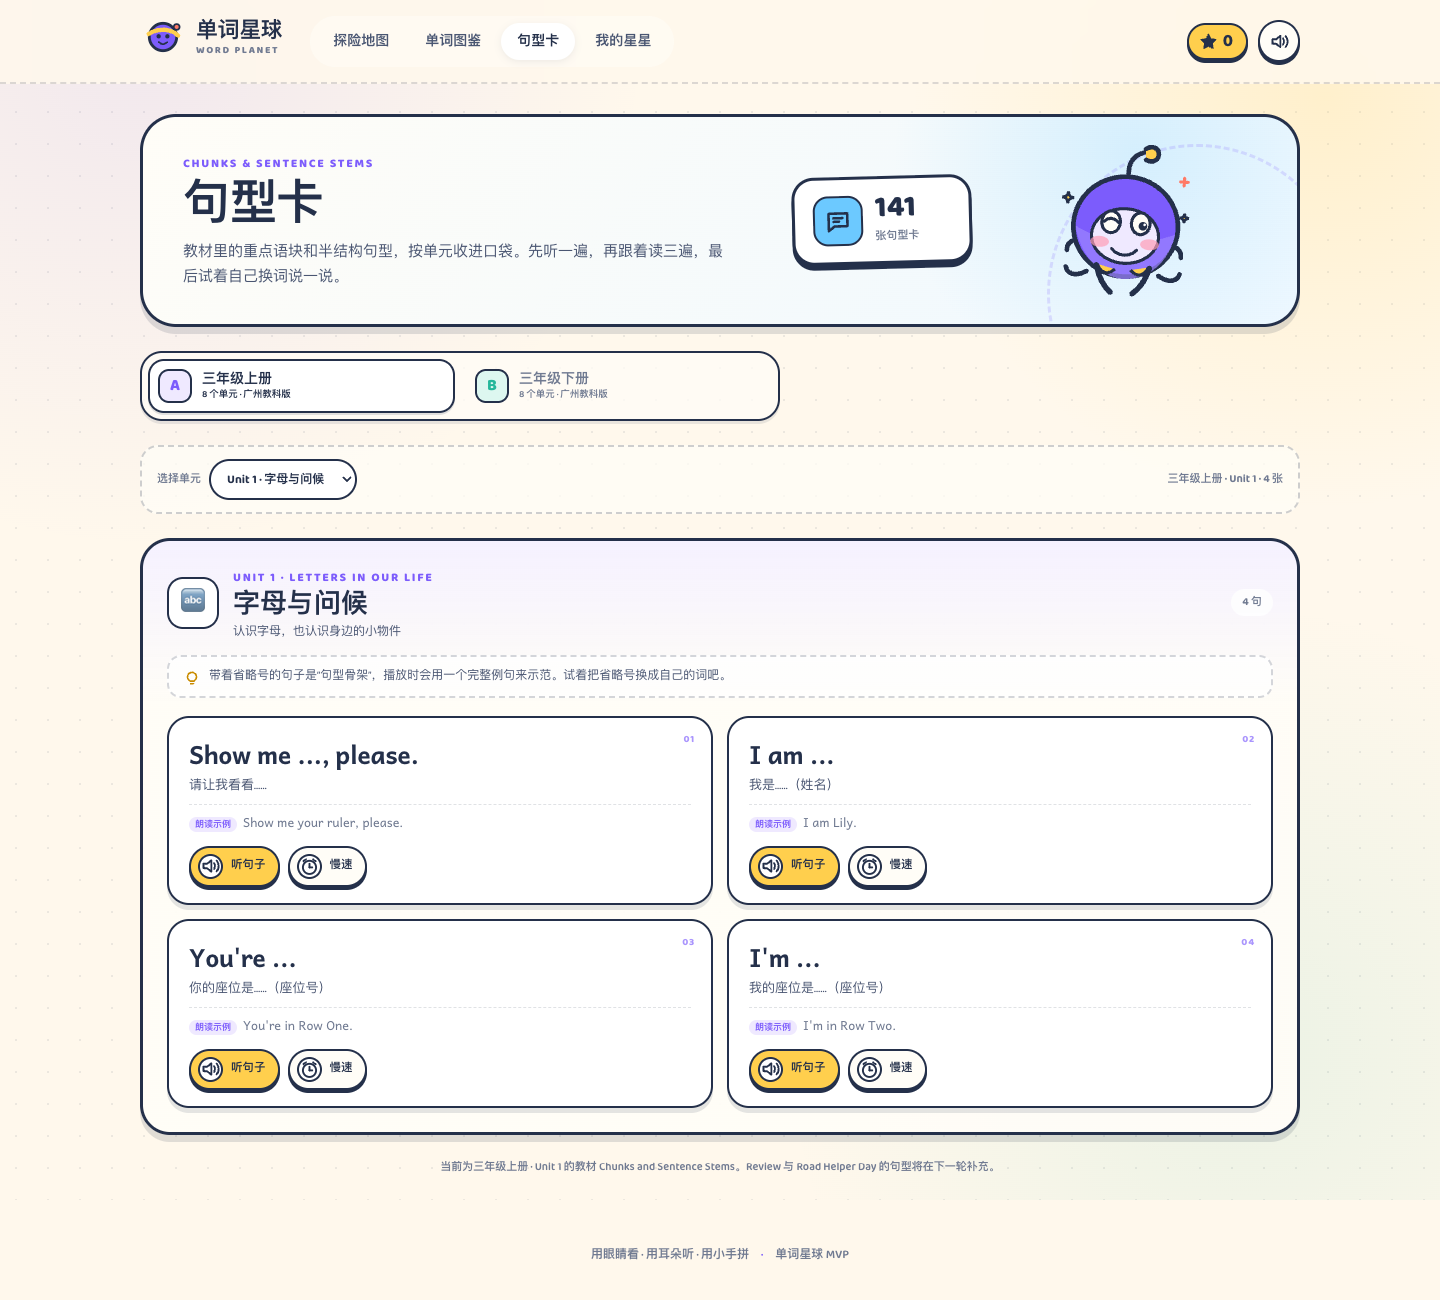 单词星球
WORD PLANET
探险地图
单词图鉴
句型卡
我的星星
0
CHUNKS & SENTENCE STEMS
句型卡
教材里的重点语块和半结构句型，按单元收进口袋。先听一遍，再跟着读三遍，最
后试着自己换词说一说。
141
张句型卡
A
三年级上册
8 个单元 · 广州教科版
B
三年级下册
8 个单元 · 广州教科版
选择单元
Unit 1 · 字母与问候
三年级上册 · Unit 1 · 4 张
abc
UNIT 1 · LETTERS IN OUR LIFE
字母与问候
认识字母，也认识身边的小物件
4 句
带着省略号的句子是“句型骨架”，播放时会用一个完整例句来示范。试着把省略号换成自己的词吧。
01
Show me ..., please.
请让我看看……
朗读示例
Show me your ruler, please.
听句子
慢速
02
I am ...
我是……（姓名）
朗读示例
I am Lily.
听句子
慢速
03
You're ...
你的座位是……（座位号）
朗读示例
You're in Row One.
听句子
慢速
04
I'm ...
我的座位是……（座位号）
朗读示例
I'm in Row Two.
听句子
慢速
当前为三年级上册 · Unit 1 的教材 Chunks and Sentence Stems。Review 与 Road Helper Day 的句型将在下一轮补充。
用眼睛看 · 用耳朵听 · 用小手拼 · 单词星球 MVP